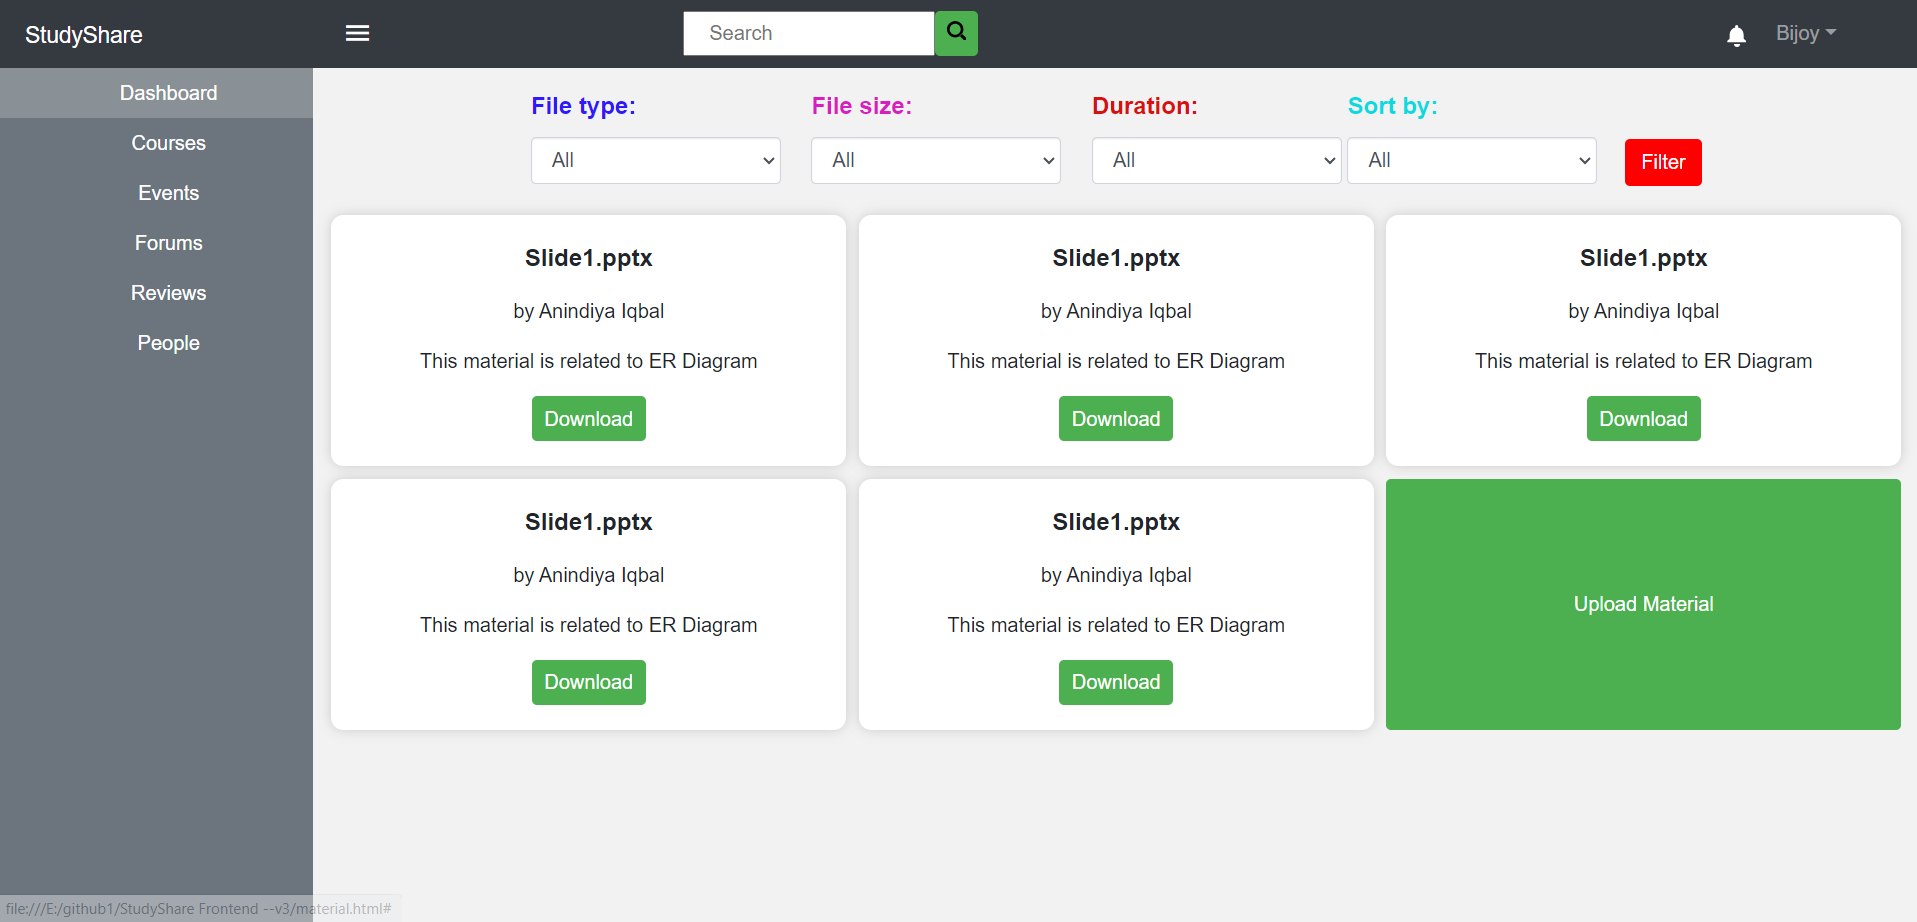 StudyShare
Search
Bijoy
Dashboard
Courses
Events
Forums
Reviews
People
File type:
File size:
Duration:
Sort by:
All
All
All
All
Filter
Slide1.pptx
by Anindiya Iqbal
This material is related to ER Diagram
Download
Slide1.pptx
by Anindiya Iqbal
This material is related to ER Diagram
Download
Slide1.pptx
by Anindiya Iqbal
This material is related to ER Diagram
Download
Slide1.pptx
by Anindiya Iqbal
This material is related to ER Diagram
Download
Slide1.pptx
by Anindiya Iqbal
This material is related to ER Diagram
Download
Upload Material
file:///E:/github1/StudyShare Frontend --v3/material.html#